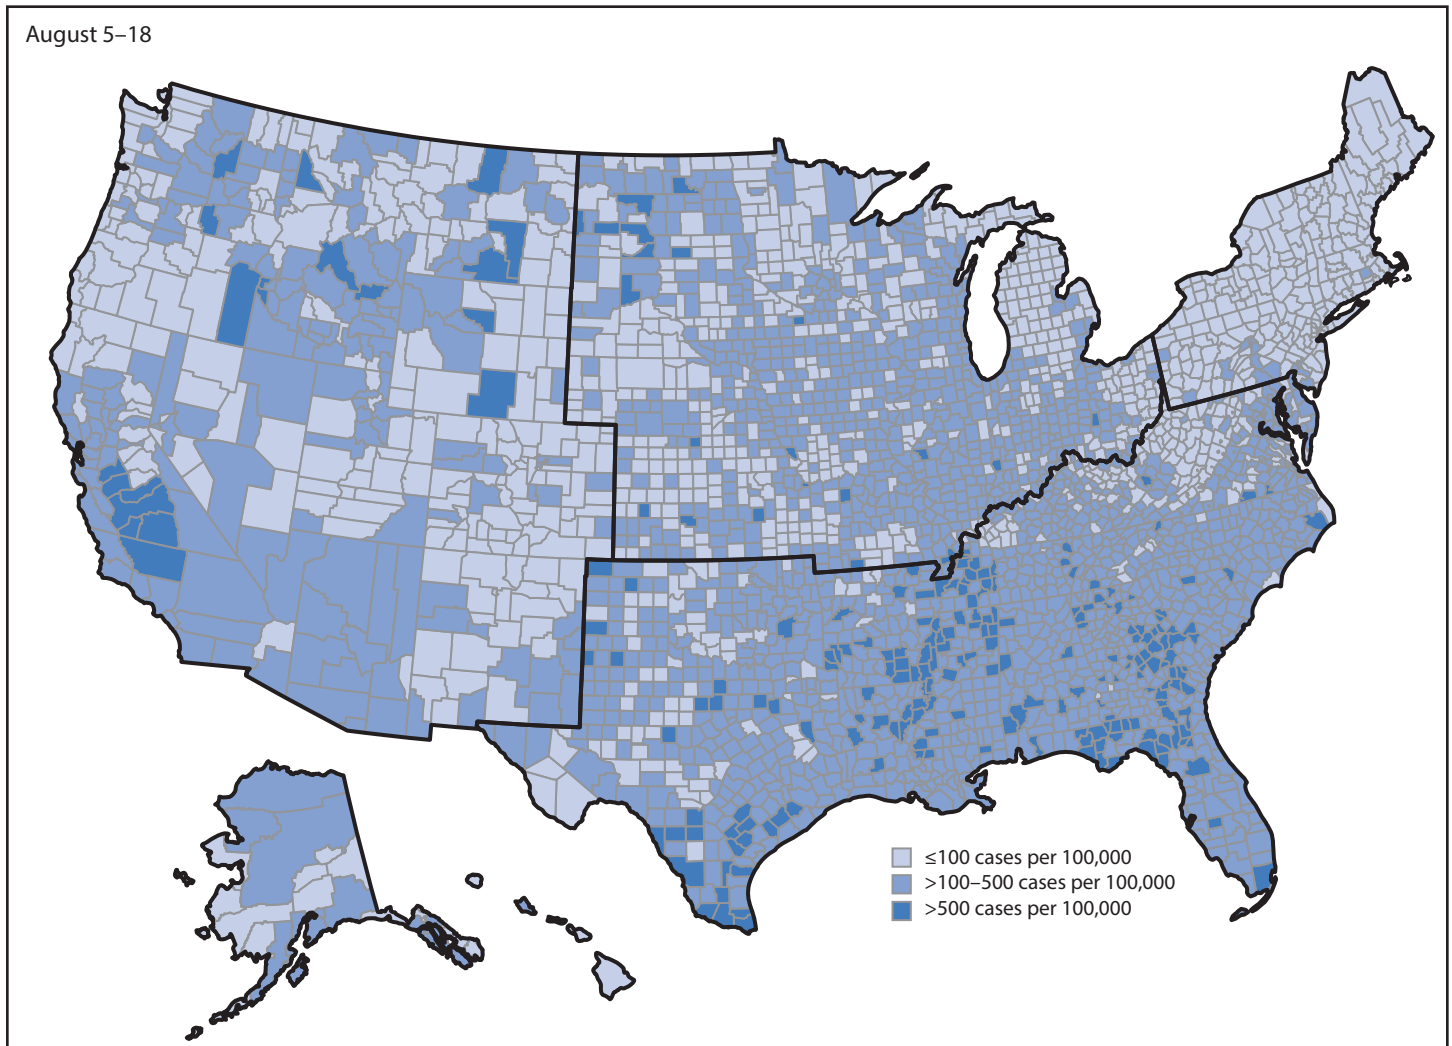 August 5–18
≤100 cases per 100,000
>100–500 cases per 100,000
>500 cases per 100,000